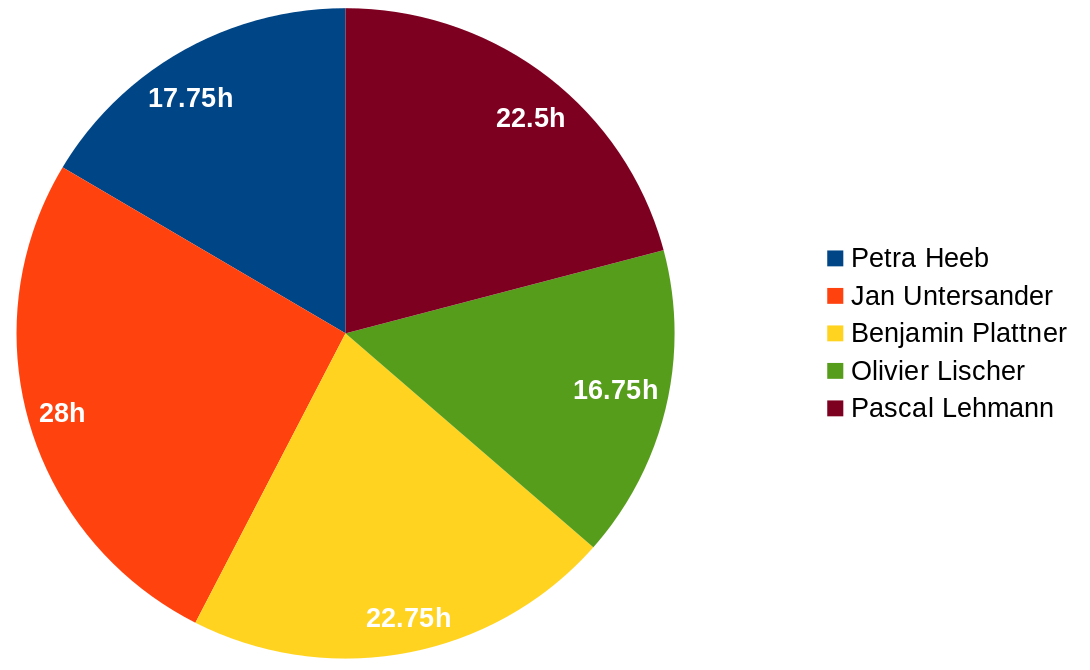 17.75h
22.5h
16.75h
28h
22.75h
Petra Heeb
Jan Untersander
Benjamin Plattner
Olivier Lischer
Pascal Lehmann